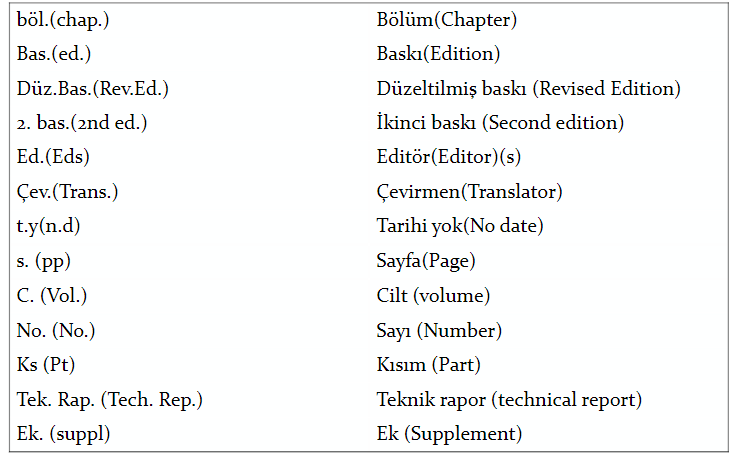 böl.(chap.) Bölüm(Chapter)
Bas.(ed.) Baskı(Edition)
Düz.Bas.(Rev.Ed.) Düzeltilmiş baskı (Revised Edition)
2. bas.(2nd ed.) İkinci baskı (Second edition)
Ed.(Eds) Editör(Editor)(s)
Çev.(Trans.) Çevirmen(Translator)
t.y(n.d) Tarihi yok(No date)
s. (pp) Sayfa(Page)
C. (Vol.) Cilt (volume)
No. (No.) Sayı (Number)
Ks (Pt) Kısım (Part)
Tek. Rap. (Tech. Rep.) Teknik rapor (technical report)
Ek. (suppl) Ek (Supplement)